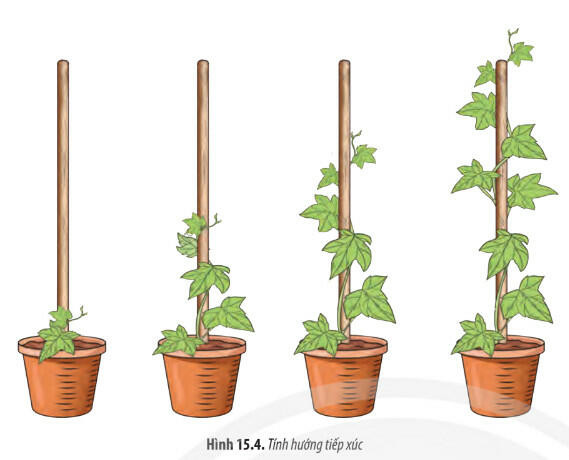 Hình 15.4. Tính hướng tiếp xúc